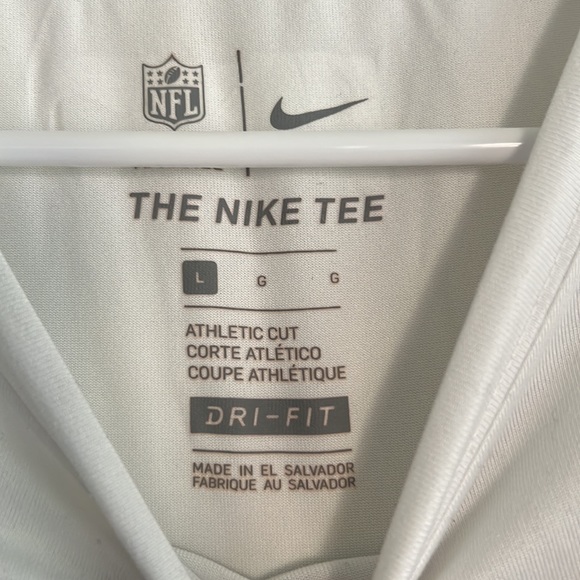 NFL
THE NIKE TEE
L G G
ATHLETIC CUT
CORTE ATLÉTICO
COUPE ATHLÉTIQUE
DRI-FIT
MADE IN EL SALVADOR
FABRIQUE AU SALVADOR